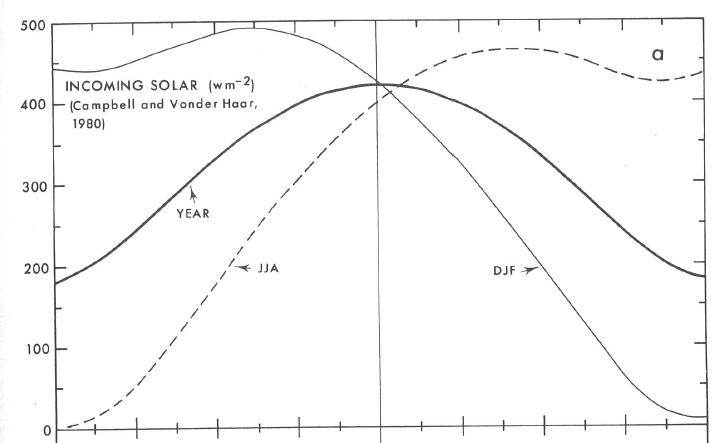 500
a
INCOMING SOLAR (wm-2)
(Campbell and Vonder Haar,
1980)
400
300
YEAR
200
JJA
DJF
100
0